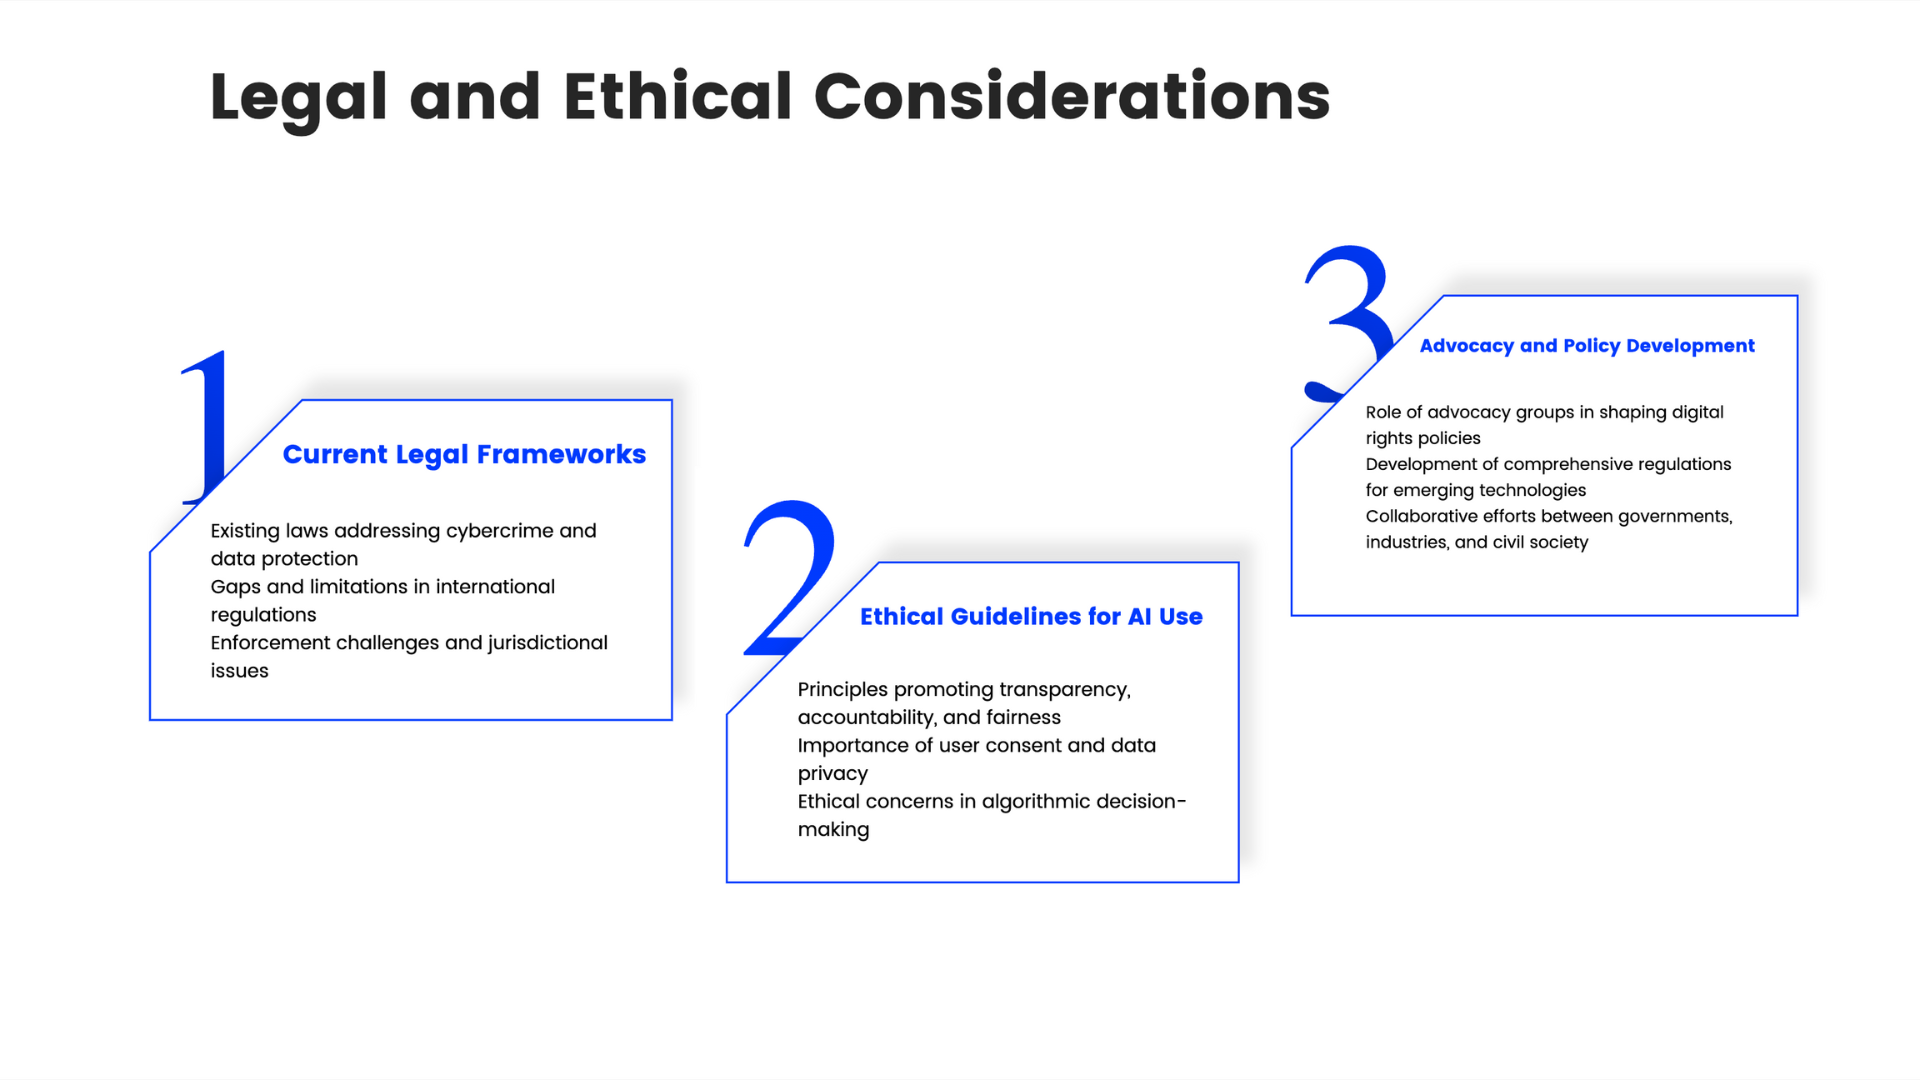 Legal and Ethical Considerations
1
Current Legal Frameworks
Existing laws addressing cybercrime and
data protection
Gaps and limitations in international
regulations
Enforcement challenges and jurisdictional
issues
2
Ethical Guidelines for AI Use
Principles promoting transparency,
accountability, and fairness
Importance of user consent and data
privacy
Ethical concerns in algorithmic decision-
making
3
Advocacy and Policy Development
Role of advocacy groups in shaping digital
rights policies
Development of comprehensive regulations
for emerging technologies
Collaborative efforts between governments,
industries, and civil society